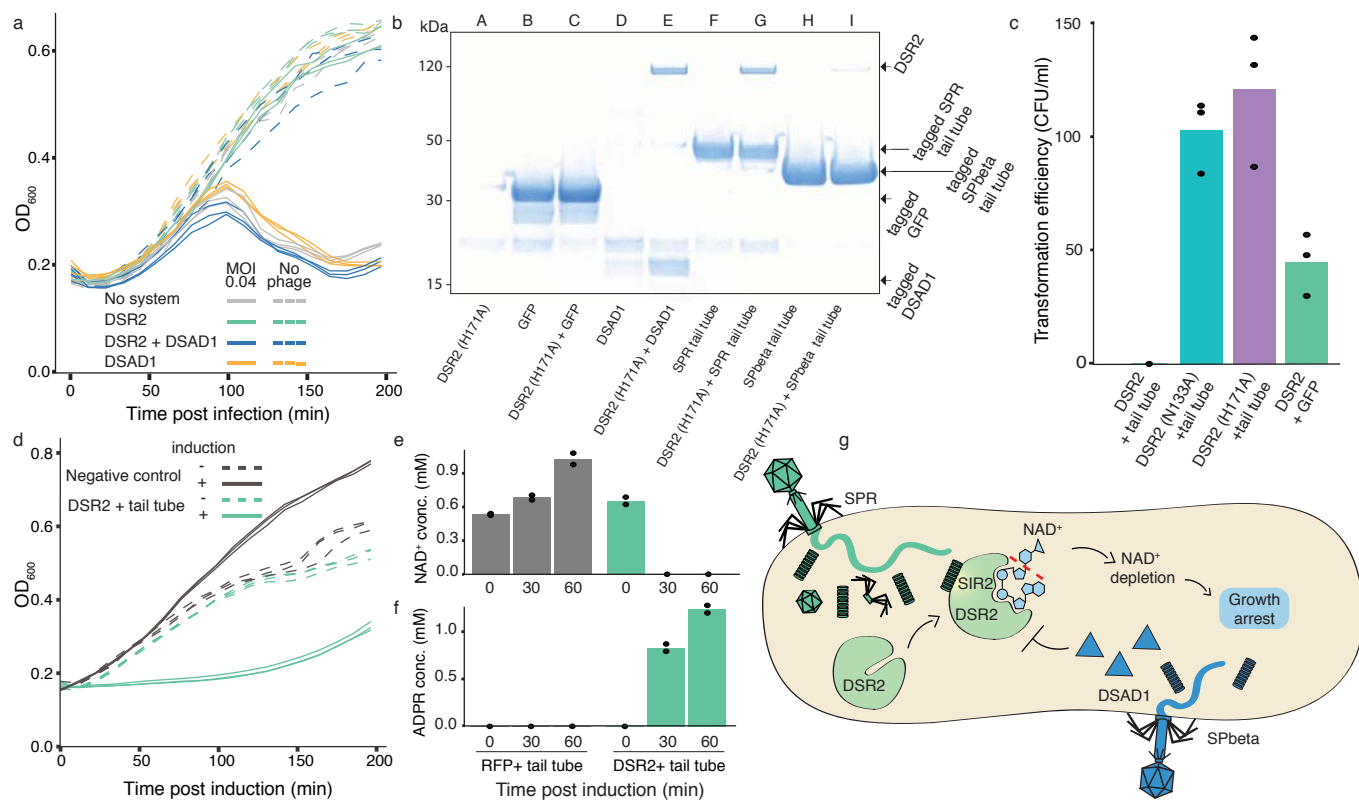 a
OD600
0.6
0.4
0.2
0.0
0
50
100
150
200
Time post infection (min)
MOI 0.04
No phage
No system
DSR2
DSR2 + DSAD1
DSAD1
b
kDa
120
50
30
15
A B C D E F G H I
DSR2
tagged SPR tail tube
tagged SPbeta tail tube
tagged GFP
tagged DSAD1
DSR2 (H171A)
GFP
DSR2 (H171A) + GFP
DSAD1
DSR2 (H171A) + DSAD1
SPR tail tube
DSR2 (H171A) + SPR tail tube
SPbeta tail tube
DSR2 (H171A) + SPbeta tail tube
c
Transformation efficiency (CFU/ml)
150
100
50
0
DSR2 + tail tube
DSR2 (N133A) +tail tube
DSR2 (H171A) +tail tube
DSR2 + GFP
d
OD600
0.8
0.6
0.4
0.2
0.0
0
50
100
150
200
Time post induction (min)
induction
Negative control
-
+
DSR2 + tail tube
-
+
e
NAD+ cvonc. (mM)
0.9
0.6
0.3
0.0
0 30 60 0 30 60
f
ADPR conc. (mM)
1.0
0.5
0.0
0 30 60 0 30 60
RFP+ tail tube
DSR2+ tail tube
Time post induction (min)
g
SPR
NAD+
SIR2
DSR2
NAD+ depletion
Growth arrest
DSR2
DSAD1
SPbeta